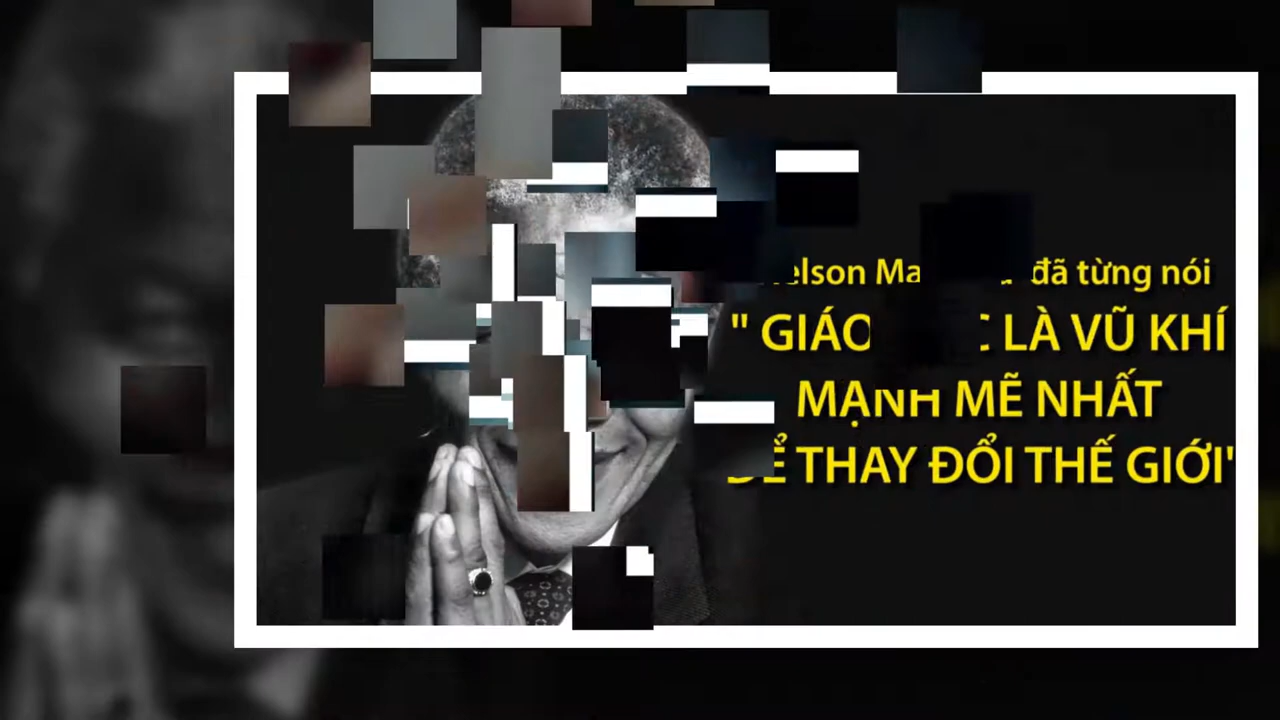 đã từng nói
" LÀ VŨ KHÍ
MẠNH MẼ NHẤT
THAY ĐỔI THẾ GIỚI"